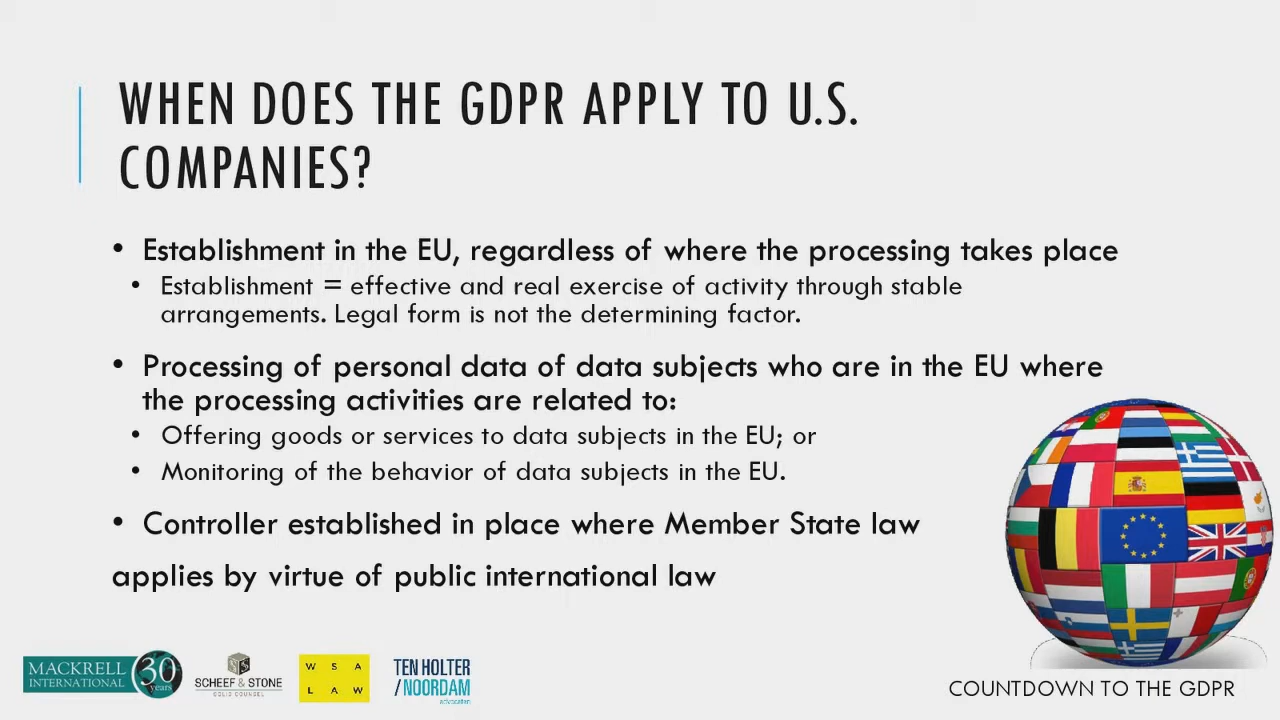 WHEN DOES THE GDPR APPLY TO U.S.
COMPANIES?
• Establishment in the EU, regardless of where the processing takes place
• Establishment = effective and real exercise of activity through stable
arrangements. Legal form is not the determining factor.
• Processing of personal data of data subjects who are in the EU where
the processing activities are related to:
• Offering goods or services to data subjects in the EU; or
• Monitoring of the behavior of data subjects in the EU.
• Controller established in place where Member State law
applies by virtue of public international law
MACKRELL
INTERNATIONAL
30
years
SCHEEF & STONE
SOLID COUNSEL
W S A
L A W
TEN HOLTER
/NOORDAM
advocaten
COUNTDOWN TO THE GDPR